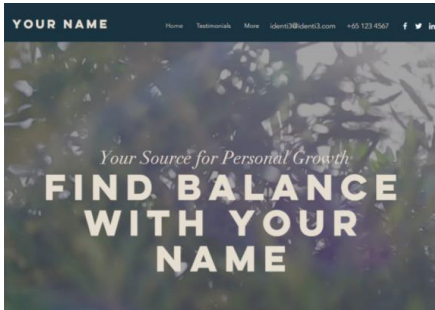 YOUR NAME
Home Testimonials More identi3@identi3.com +65 123 4567
Your Source for Personal Growth
FIND BALANCE
WITH YOUR
NAME